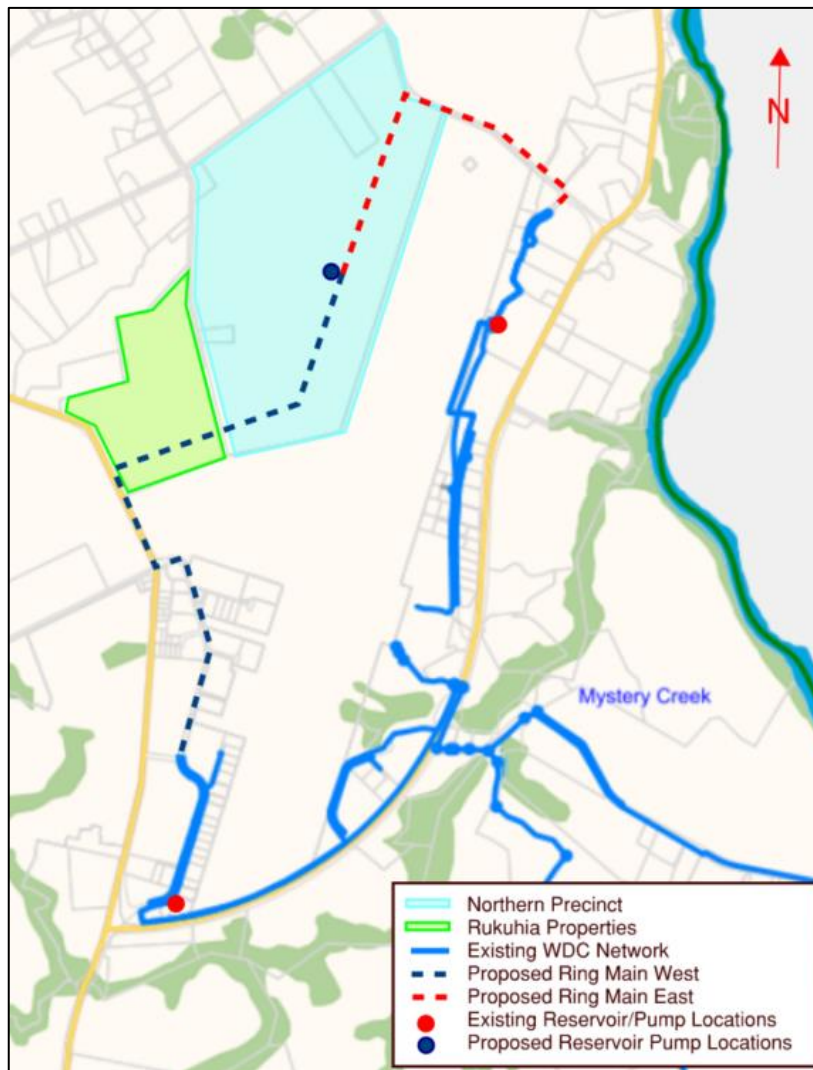 N
Mystery Creek
Northern Precinct
Rukuhia Properties
Existing WDC Network
Proposed Ring Main West
Proposed Ring Main East
Existing Reservoir/Pump Locations
Proposed Reservoir Pump Locations